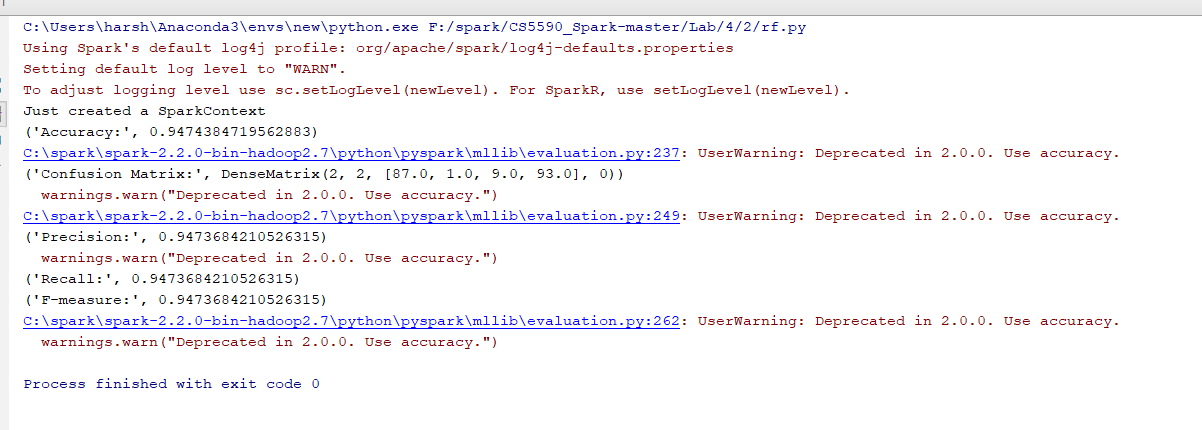 C:\Users\harsh\Anaconda3\envs\new\python.exe F:/spark/CS5590_Spark-master/Lab/4/2/rf.py
Using Spark's default log4j profile: org/apache/spark/log4j-defaults.properties
Setting default log level to "WARN".
To adjust logging level use sc.setLogLevel(newLevel). For SparkR, use setLogLevel(newLevel).
Just created a SparkContext
('Accuracy:', 0.9474384719562883)
C:\spark\spark-2.2.0-bin-hadoop2.7\python\pyspark\mllib\evaluation.py:237: UserWarning: Deprecated in 2.0.0. Use accuracy.
('Confusion Matrix:', DenseMatrix(2, 2, [87.0, 1.0, 9.0, 93.0], 0))
  warnings.warn("Deprecated in 2.0.0. Use accuracy.")
C:\spark\spark-2.2.0-bin-hadoop2.7\python\pyspark\mllib\evaluation.py:249: UserWarning: Deprecated in 2.0.0. Use accuracy.
('Precision:', 0.9473684210526315)
  warnings.warn("Deprecated in 2.0.0. Use accuracy.")
('Recall:', 0.9473684210526315)
('F-measure:', 0.9473684210526315)
C:\spark\spark-2.2.0-bin-hadoop2.7\python\pyspark\mllib\evaluation.py:262: UserWarning: Deprecated in 2.0.0. Use accuracy.
  warnings.warn("Deprecated in 2.0.0. Use accuracy.")
Process finished with exit code 0